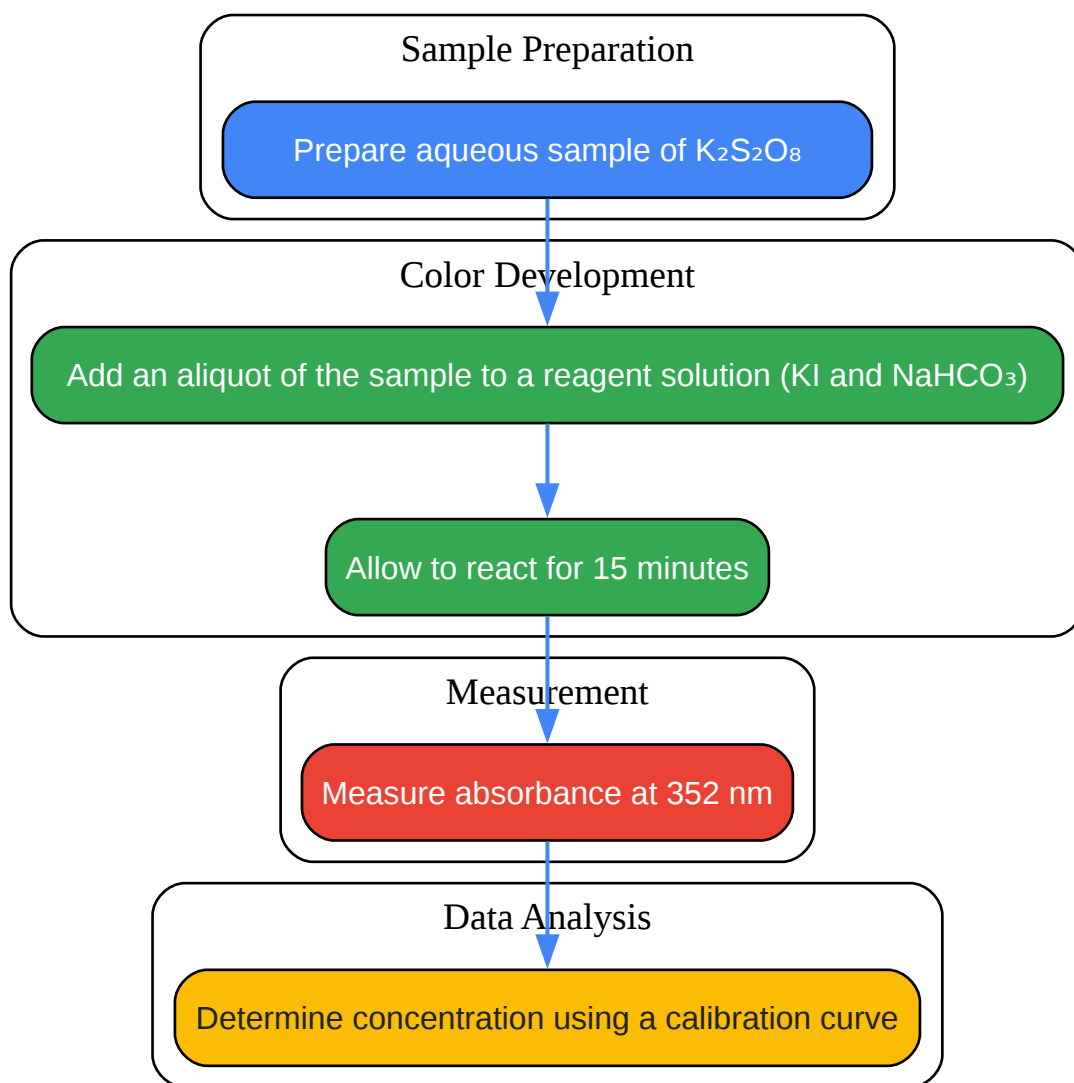 Sample Preparation
Prepare aqueous sample of K₂S₂O₈
Color Development
Add an aliquot of the sample to a reagent solution (KI and NaHCO₃)
Allow to react for 15 minutes
Measurement
Measure absorbance at 352 nm
Data Analysis
Determine concentration using a calibration curve